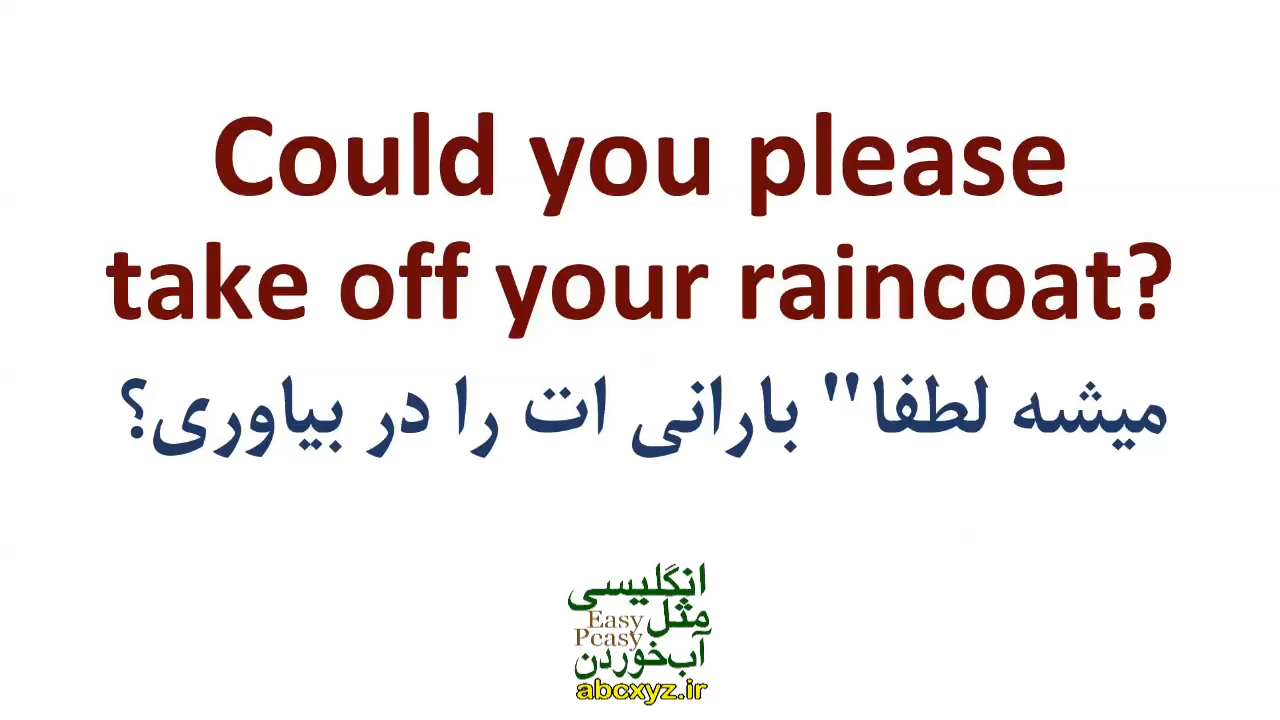 Could you please
take off your raincoat?
میشه لطفا" بارانی ات را در بیاوری؟
انگلیسی
مثل
Easy
Pcasy
آب‌خوردن
abcxyz.ir